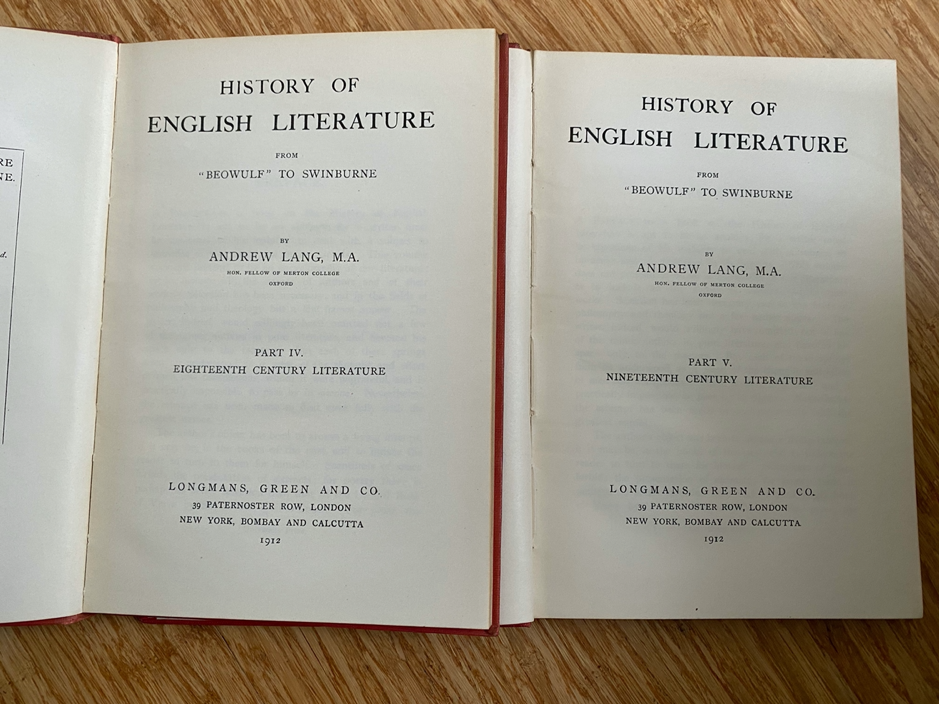 RE
NE.
d.
HISTORY OF
ENGLISH LITERATURE
FROM
"BEOWULF" TO SWINBURNE
BY
ANDREW LANG, M.A.
HON. FELLOW OF MERTON COLLEGE
OXFORD
PART IV.
EIGHTEENTH CENTURY LITERATURE
LONGMANS, GREEN AND CO.
39 PATERNOSTER ROW, LONDON
NEW YORK, BOMBAY AND CALCUTTA
1912
HISTORY OF
ENGLISH LITERATURE
FROM
"BEOWULF" TO SWINBURNE
BY
ANDREW LANG, M.A.
HON. FELLOW OF MERTON COLLEGE
OXFORD
PART V.
NINETEENTH CENTURY LITERATURE
LONGMANS, GREEN AND CO.
39 PATERNOSTER ROW, LONDON
NEW YORK, BOMBAY AND CALCUTTA
1912